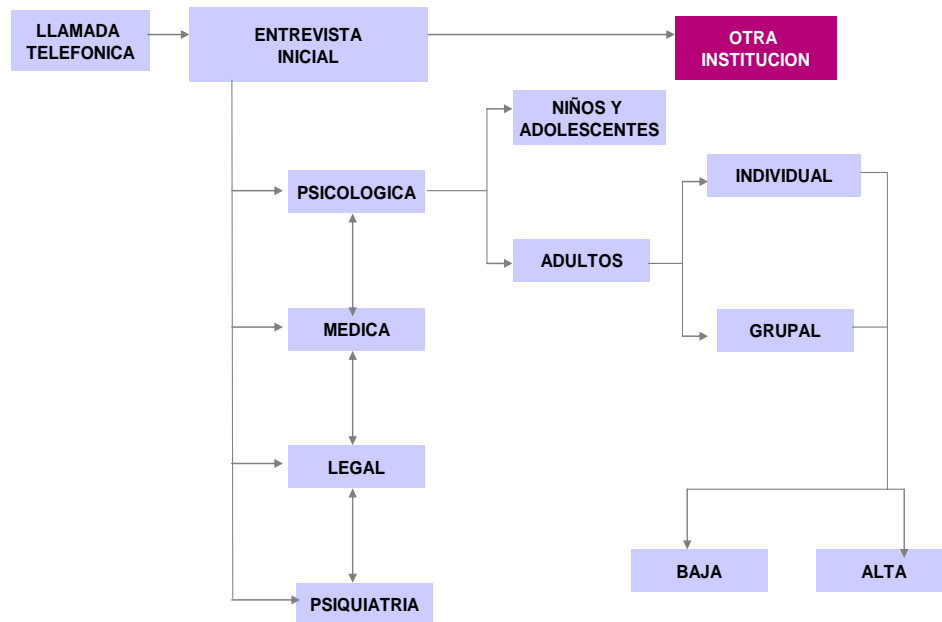 LLAMADA
TELEFONICA
ENTREVISTA
INICIAL
OTRA
INSTITUCION
NIÑOS Y
ADOLESCENTES
PSICOLOGICA
INDIVIDUAL
ADULTOS
MEDICA
GRUPAL
LEGAL
BAJA
ALTA
PSIQUIATRIA